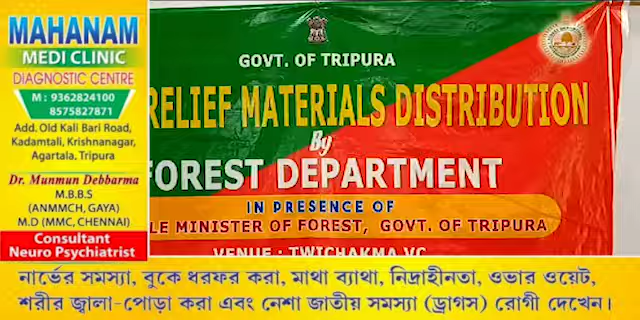 MAHANAM
MEDI CLINIC
DIAGNOSTIC CENTRE
M : 9362824100
8575827871
Add. Old Kali Bari Road,
Kadamtali, Krishnanagar,
Agartala, Tripura
Dr. Munmun Debbarma
M.B.B.S
(ANMMCH, GAYA)
M.D (MMC, CHENNAI)
Consultant
Neuro Psychiatrist
GOVT. OF TRIPURA
RELIEF MATERIALS DISTRIBUTION
By
FOREST DEPARTMENT
IN PRESENCE OF
LE MINISTER OF FOREST, GOVT. OF TRIPURA
VENUE : TWICHAKMA VC
নার্ভের সমস্যা, বুকে ধরফর করা, মাথা ব্যাথা, নিদ্রাহীনতা, ওভার ওয়েট,
শরীর জ্বালা-পোড়া করা এবং নেশা জাতীয় সমস্যা (ড্রাগস) রোগী দেখেন।